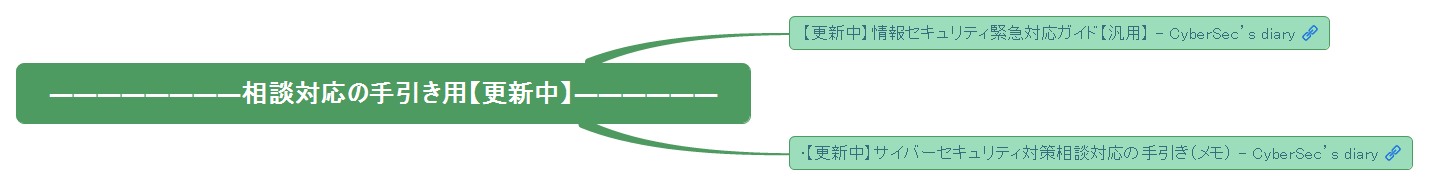 【更新中】情報セキュリティ緊急対応ガイド【汎用】 - CyberSec's diary
————————相談対応の手引き用【更新中】——————
・【更新中】サイバーセキュリティ対策相談対応の手引き（メモ） - CyberSec's diary